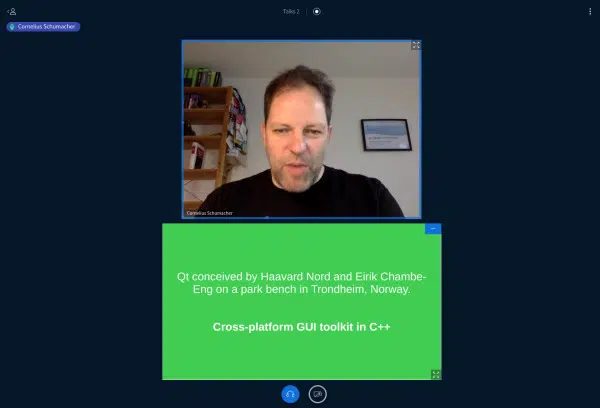 Talks 2
Cornelius Schumacher
Cornelius Schumacher
Qt conceived by Haavard Nord and Eirik Chambe-
Eng on a park bench in Trondheim, Norway.
Cross-platform GUI toolkit in C++